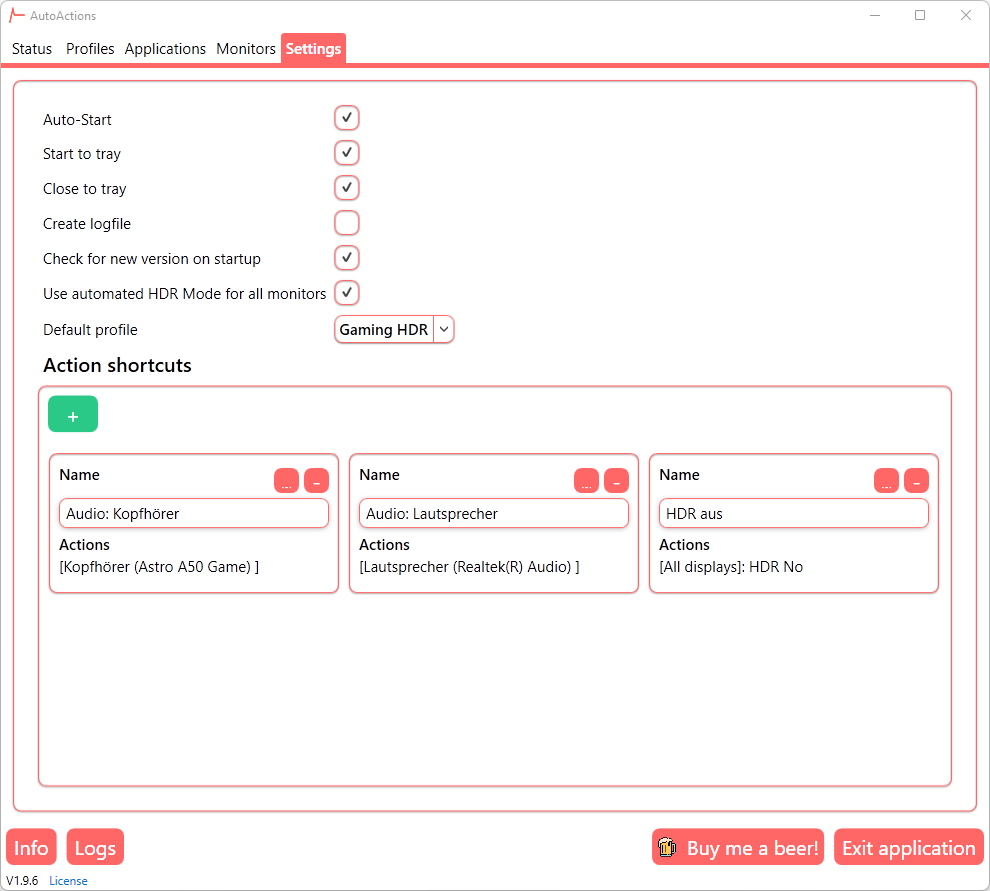 AutoActions
Status Profiles Applications Monitors Settings
Auto-Start
Start to tray
Close to tray
Create logfile
Check for new version on startup
Use automated HDR Mode for all monitors
Default profile Gaming HDR
Action shortcuts
+
Name ... - Name ... - Name ... -
Audio: Kopfhörer Audio: Lautsprecher HDR aus
Actions Actions Actions
[Kopfhörer (Astro A50 Game) ] [Lautsprecher (Realtek(R) Audio) ] [All displays]: HDR No
Info Logs Buy me a beer! Exit application
V1.9.6 License